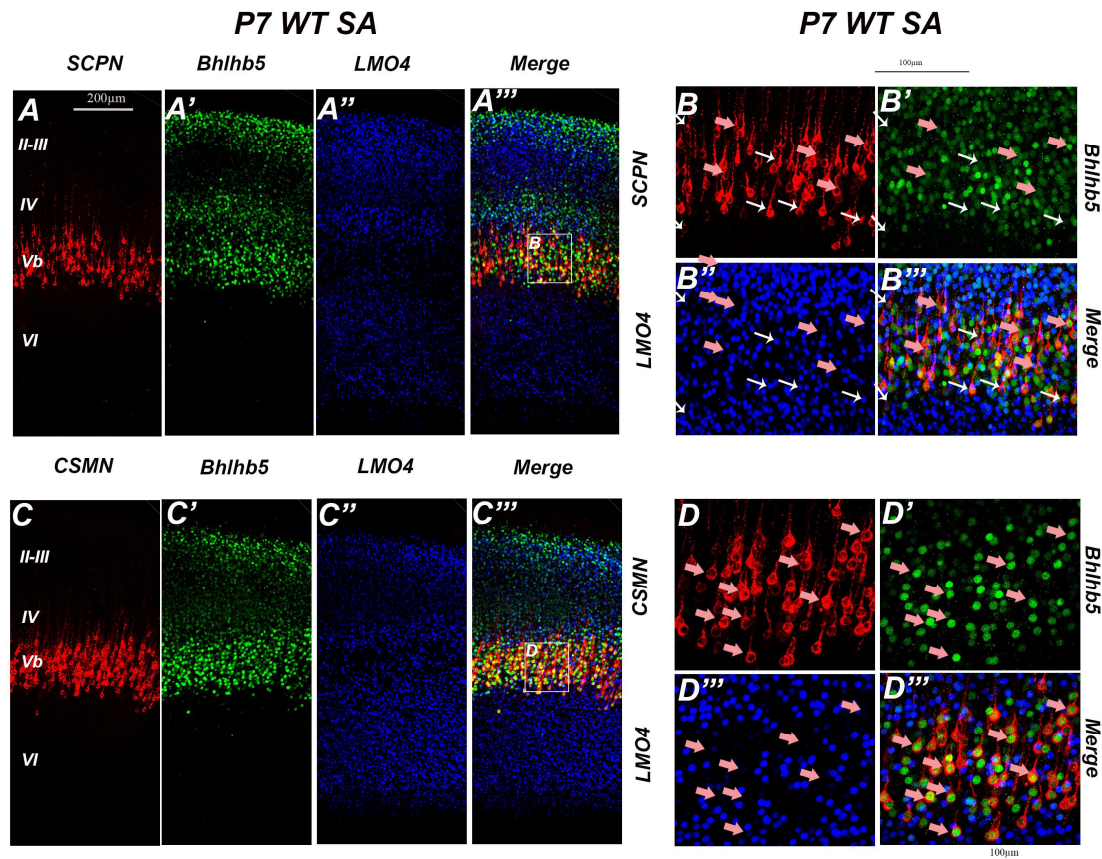 P7 WT SA
P7 WT SA
SCPN Bhlhb5 LMO4 Merge
100µm
A
200µm
A’
A’’
A’’’
II-III
IV
Vb
VI
B
SCPN
LMO4
B
B’
Bhlhb5
B’’
B’’’
Merge
CSMN Bhlhb5 LMO4 Merge
C
C’
C’’
C’’’
II-III
IV
Vb
VI
D
CSMN
LMO4
D
D’
Bhlhb5
D’’’
D’’’
Merge
100µm